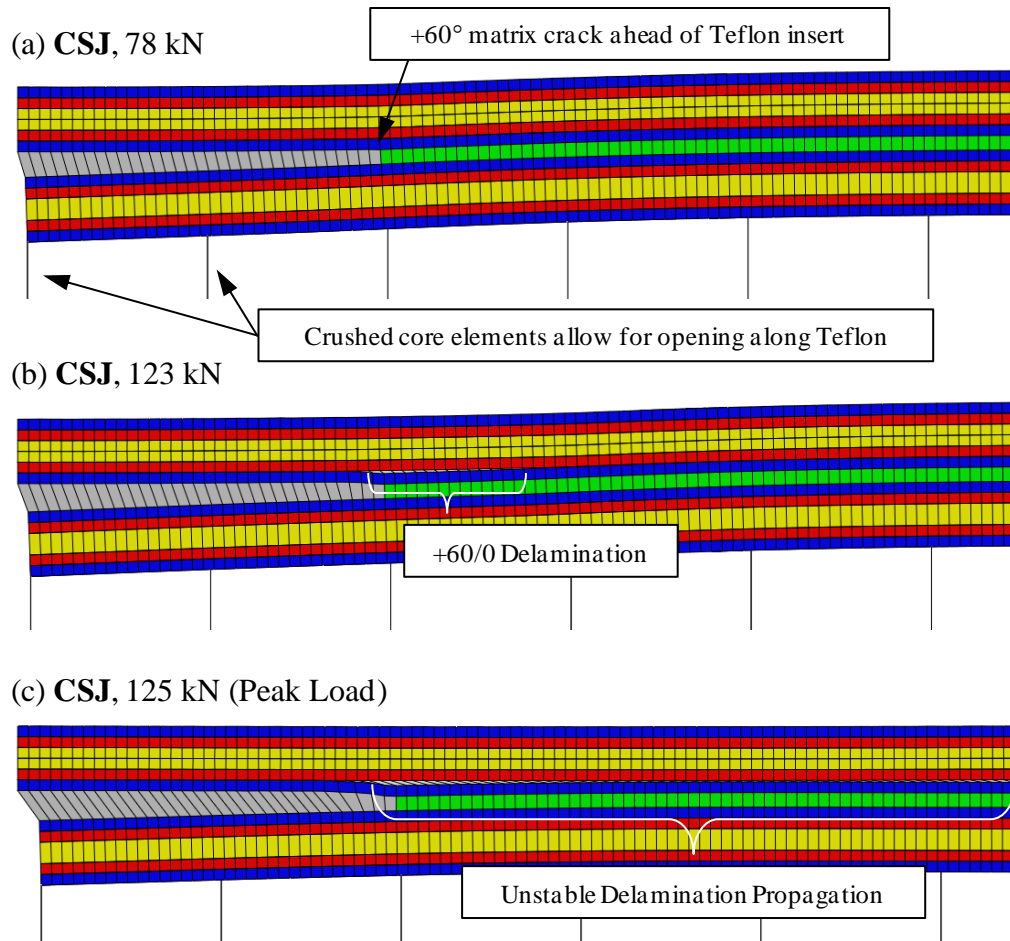 (a) CSJ, 78 kN
+60° matrix crack ahead of Teflon insert
Crushed core elements allow for opening along Teflon
(b) CSJ, 123 kN
+60/0 Delamination
(c) CSJ, 125 kN (Peak Load)
Unstable Delamination Propagation